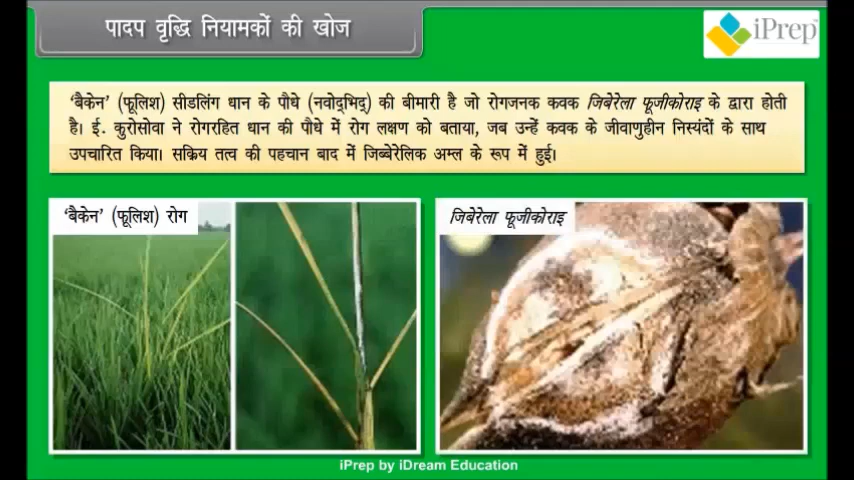 पादप वृद्धि नियामकों की खोज
iPrep
'बैकेन' (फूलिश) सीडलिंग धान के पौधे (नवोद्‌भिद्) की बीमारी है जो रोगजनक कवक जिबेरेला फूजीकोराइ के द्वारा होती
है। ई. कुरोसोवा ने रोगरहित धान की पौधे में रोग लक्षण को बताया, जब उन्हें कवक के जीवाणुहीन निस्यंदों के साथ
उपचारित किया। सक्रिय तत्व की पहचान बाद में जिब्बेरेलिक अम्ल के रूप में हुई।
'बैकेन' (फूलिश) रोग
जिबेरेला फूजीकोराइ
iPrep by iDream Education